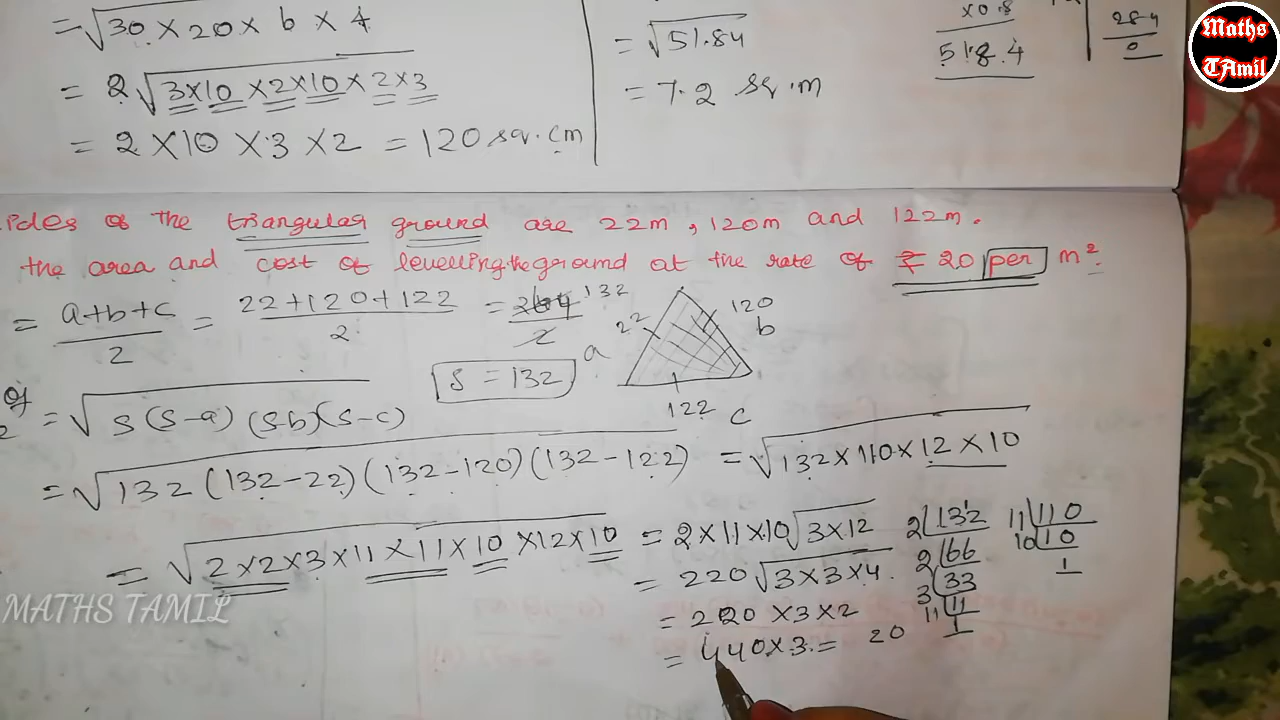 = √30 × 20 × 6 × 4
= 2√3×10 ×2×10 × 2×3
= 2 ×10 ×3 ×2 = 120 sq.cm
= √51.84
= 7.2 sq.m
×0.8
518.4
284
0
Maths
TAmil
of the triangular ground are 22m, 120m and 122m.
the area and cost of levelling the ground at the rate of ₹ 20 per m²
= a+b+c / 2 = 22+120+122 / 2 = 264 / 2 132
22
a
120
b
122
c
S = 132
= √S(S-a)(S-b)(S-c)
= √132 (132-22)(132-120)(132-122) = √132×110×12×10
= √2×2×3×11×11×10×12×10 = 2×11×10√3×12
= 220√3×3×4
= 220 ×3×2
= 440×3 = 20
2 132
2 66
3 33
11 11
1
11 110
10 10
1
MATHS TAMIL